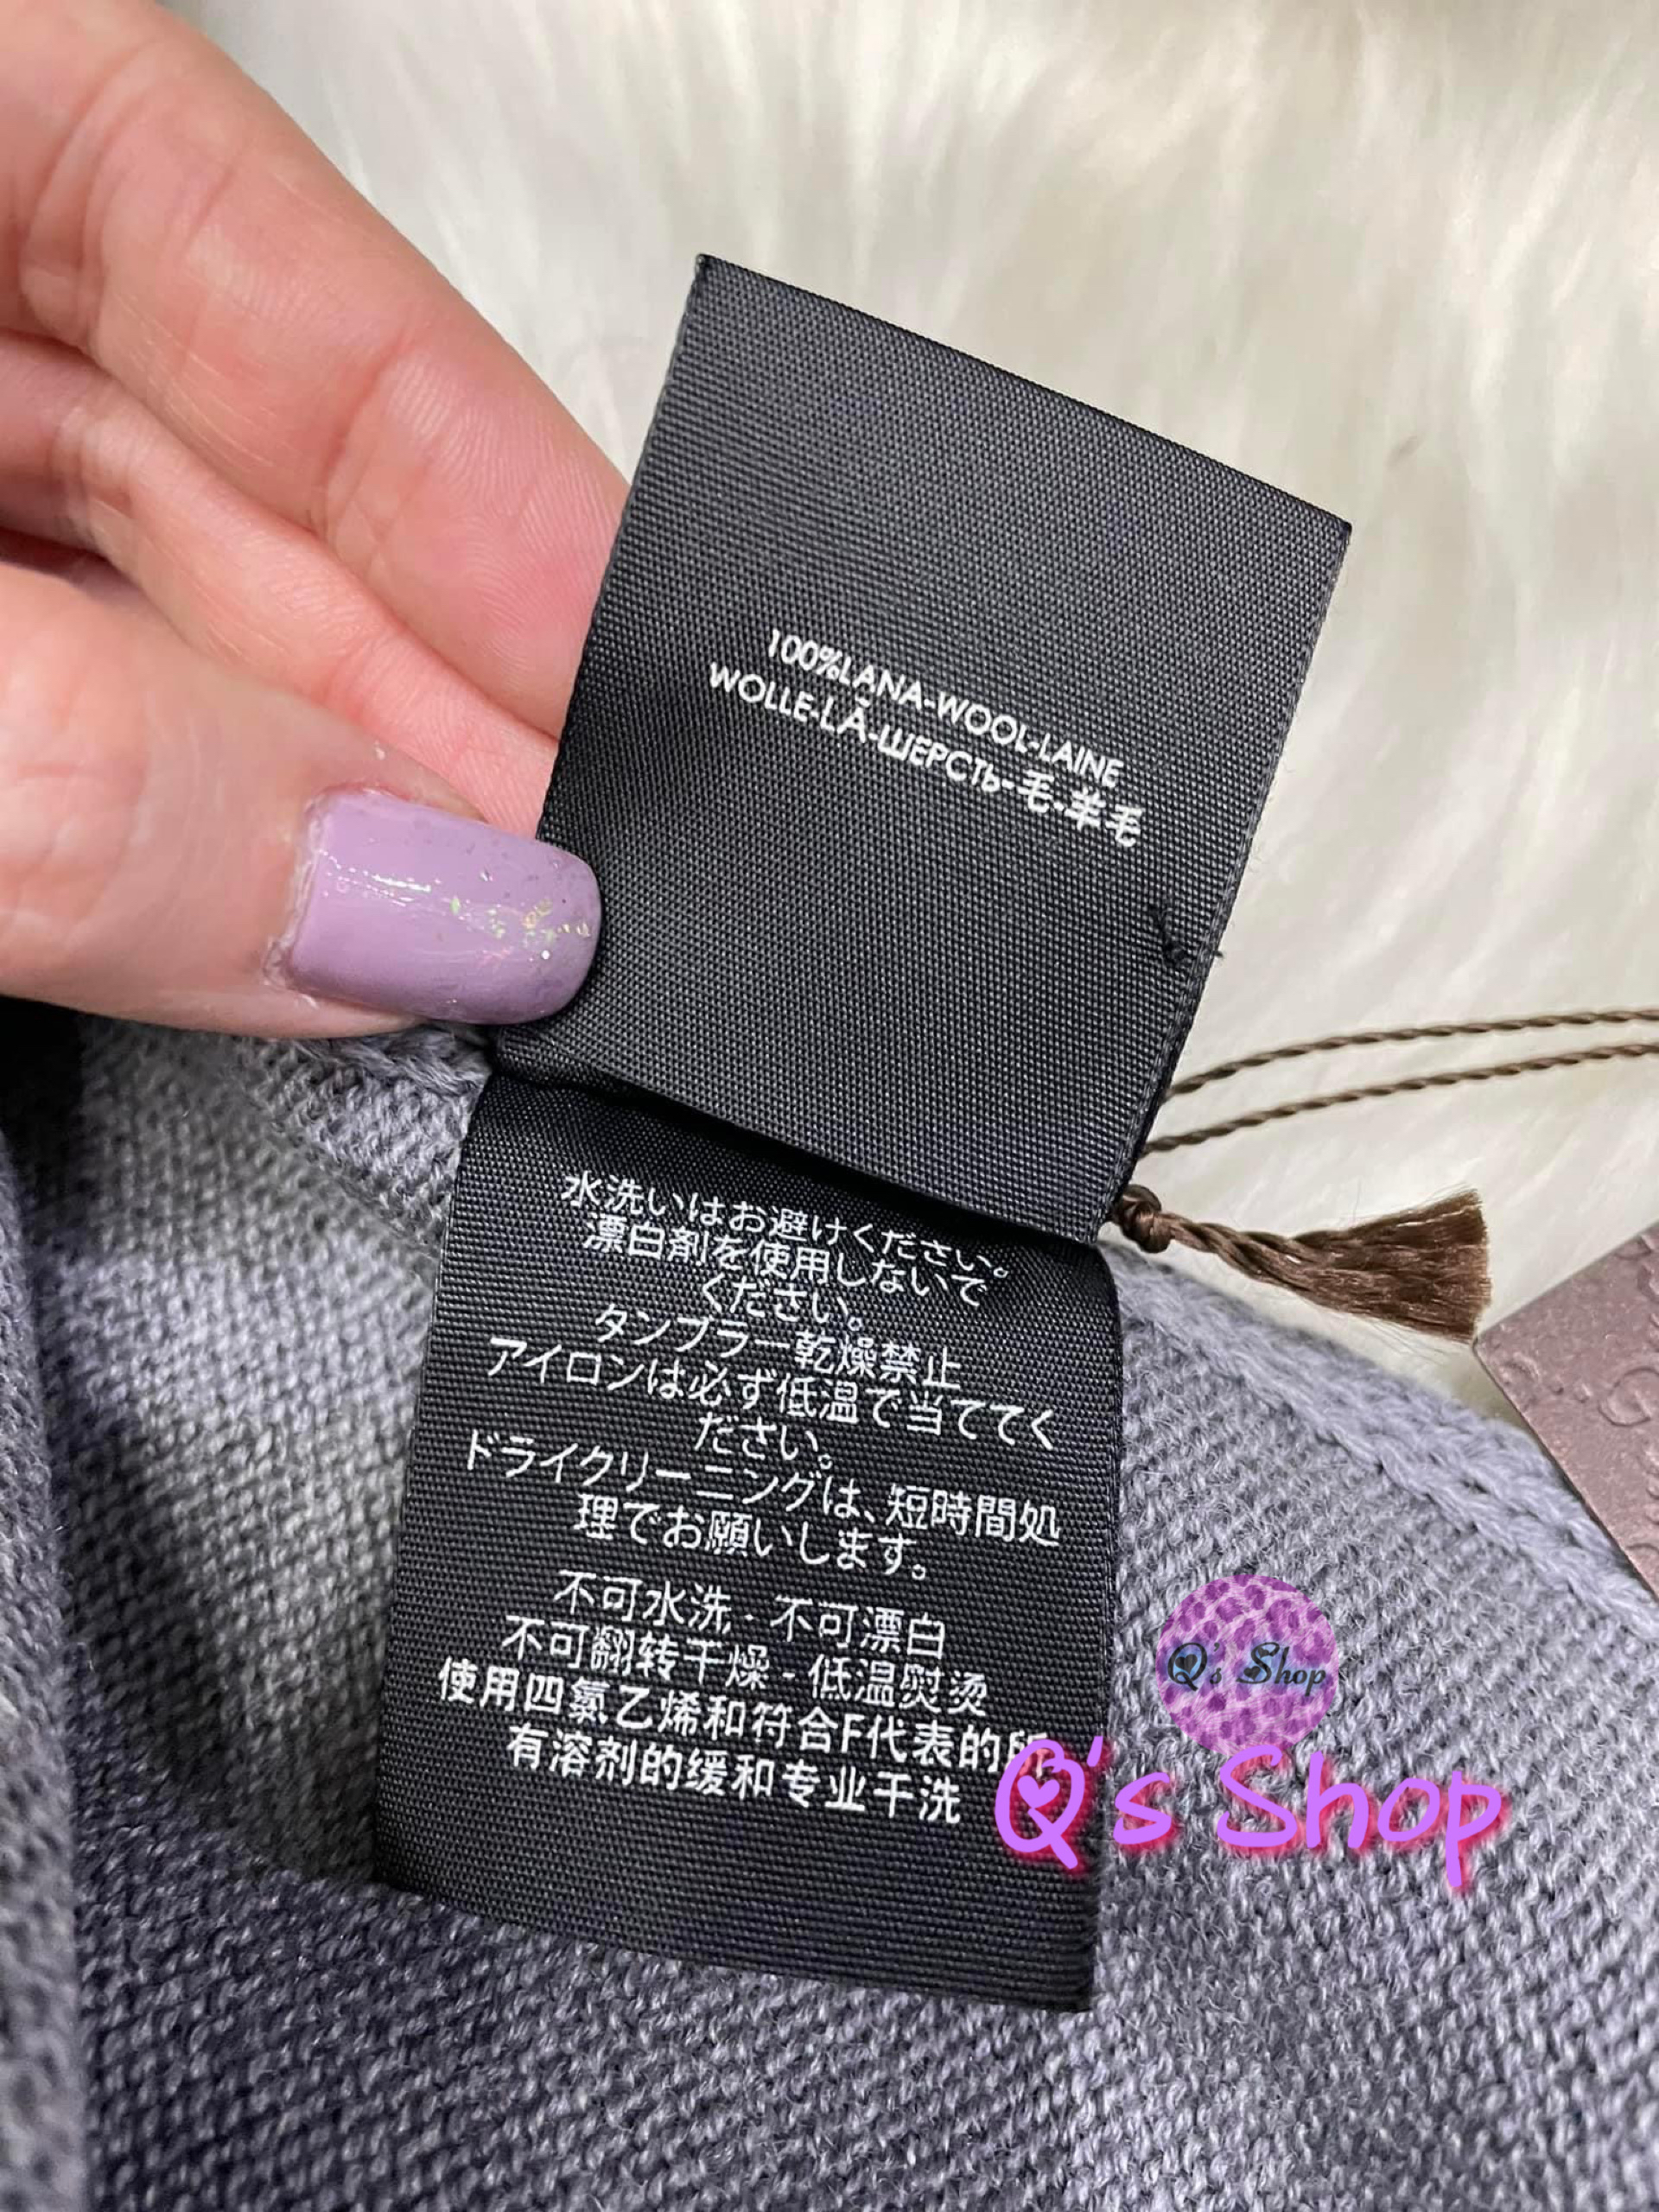 100%LANA-WOOL-LAINE
WOLLE-LÃ-ШЕРСТЬ-毛-羊毛
水洗いはお避けください。
漂白剤を使用しないで
ください。
タンブラー乾燥禁止
アイロンは必ず低温で当ててく
ださい。
ドライクリーニングは、短時間処
理でお願いします。
不可水洗 - 不可漂白
不可翻转干燥 - 低温熨烫
使用四氯乙烯和符合F代表的所
有溶剂的缓和专业干洗
Q's Shop
Q's Shop